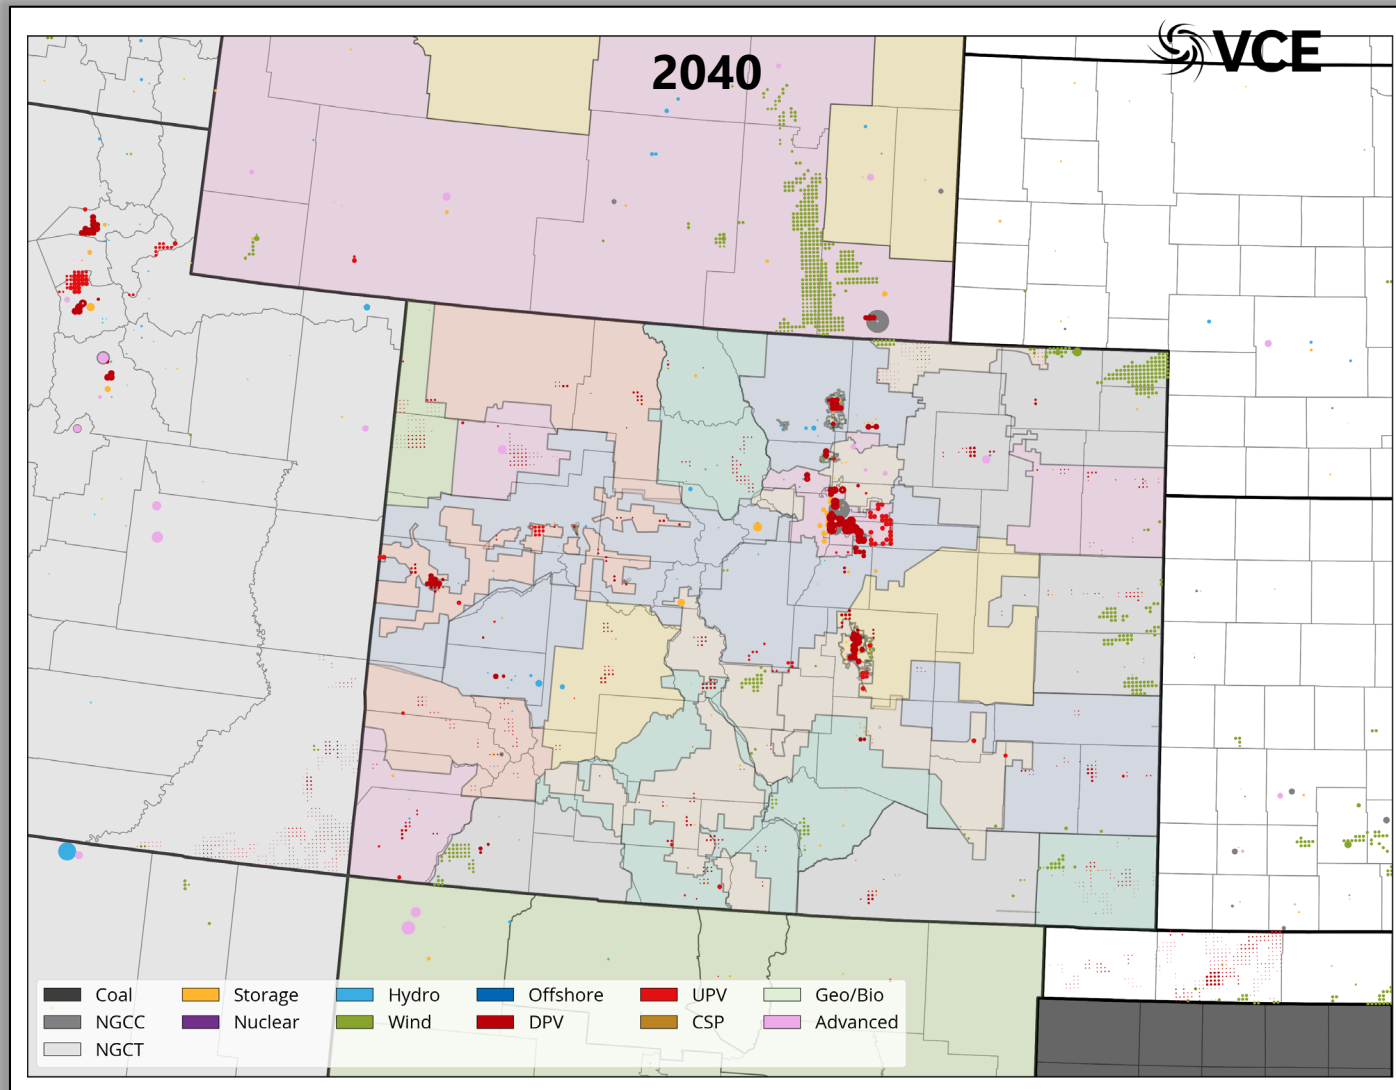 2040
VCE
Coal
Storage
Hydro
Offshore
UPV
Geo/Bio
NGCC
Nuclear
Wind
DPV
CSP
Advanced
NGCT